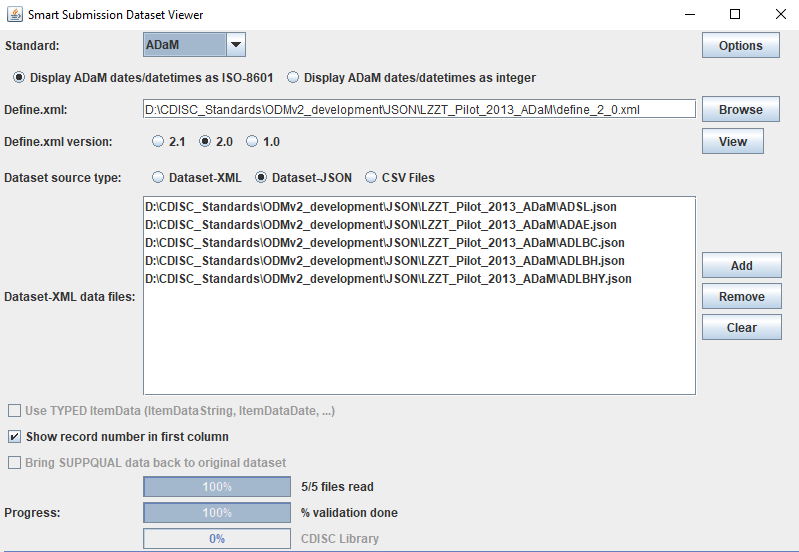 Smart Submission Dataset Viewer
Standard: ADaM Options
Display ADaM dates/datetimes as ISO-8601 Display ADaM dates/datetimes as integer
Define.xml: D:\CDISC_Standards\ODMv2_development\JSON\LZZT_Pilot_2013_ADaM\define_2_0.xml Browse
Define.xml version: 2.1 2.0 1.0 View
Dataset source type: Dataset-XML Dataset-JSON CSV Files
D:\CDISC_Standards\ODMv2_development\JSON\LZZT_Pilot_2013_ADaM\ADSL.json
D:\CDISC_Standards\ODMv2_development\JSON\LZZT_Pilot_2013_ADaM\ADAE.json
D:\CDISC_Standards\ODMv2_development\JSON\LZZT_Pilot_2013_ADaM\ADLBC.json
D:\CDISC_Standards\ODMv2_development\JSON\LZZT_Pilot_2013_ADaM\ADLBH.json
D:\CDISC_Standards\ODMv2_development\JSON\LZZT_Pilot_2013_ADaM\ADLBHY.json
Add
Dataset-XML data files: Remove
Clear
Use TYPED ItemData (ItemDataString, ItemDataDate, ...)
Show record number in first column
Bring SUPPQUAL data back to original dataset
100% 5/5 files read
Progress: 100% % validation done
0% CDISC Library